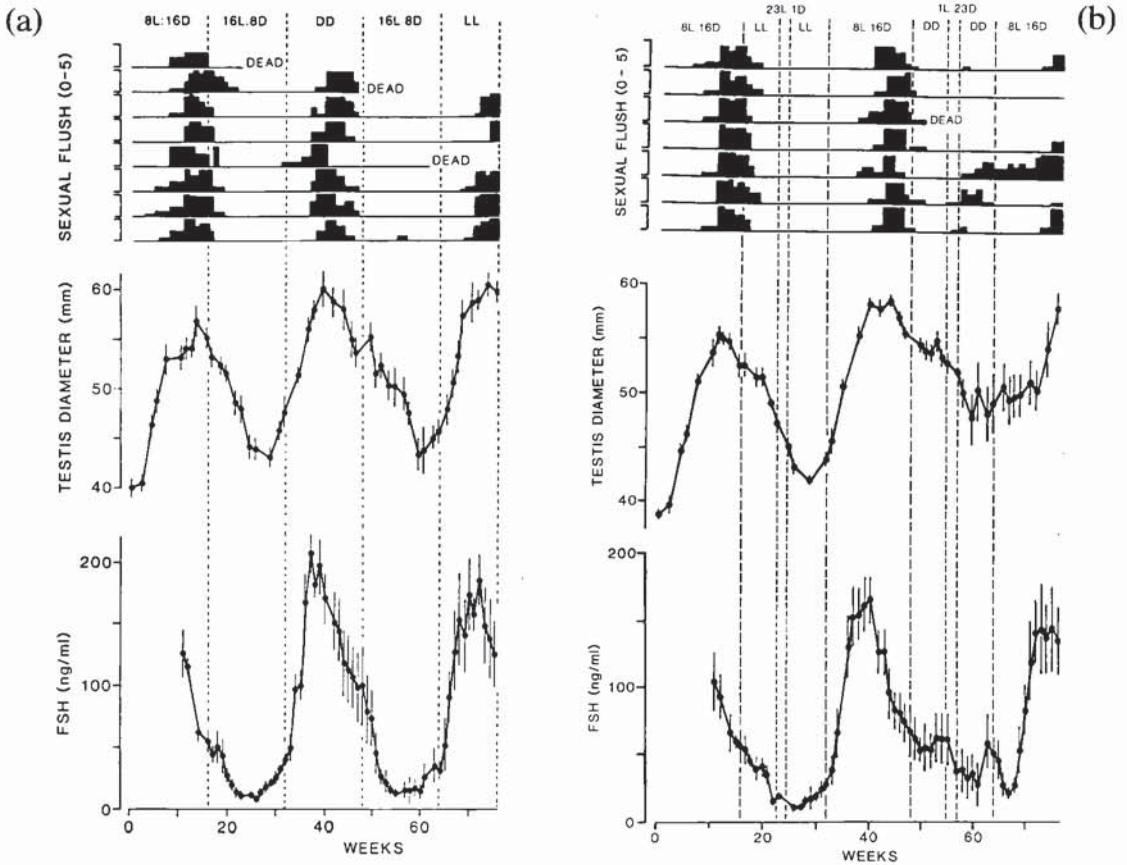 (a)
8L:16D 16L:8D DD 16L 8D LL
SEXUAL FLUSH (0-5)
DEAD
DEAD
DEAD
TESTIS DIAMETER (mm)
60
50
40
FSH (ng/ml)
200
100
0
0 20 40 60
WEEKS
(b)
23L 1D 1L 23D
8L 16D LL LL 8L 16D DD DD 8L 16D
SEXUAL FLUSH (0-5)
DEAD
TESTIS DIAMETER (mm)
60
50
40
FSH (ng/ml)
200
100
0
0 20 40 60
WEEKS